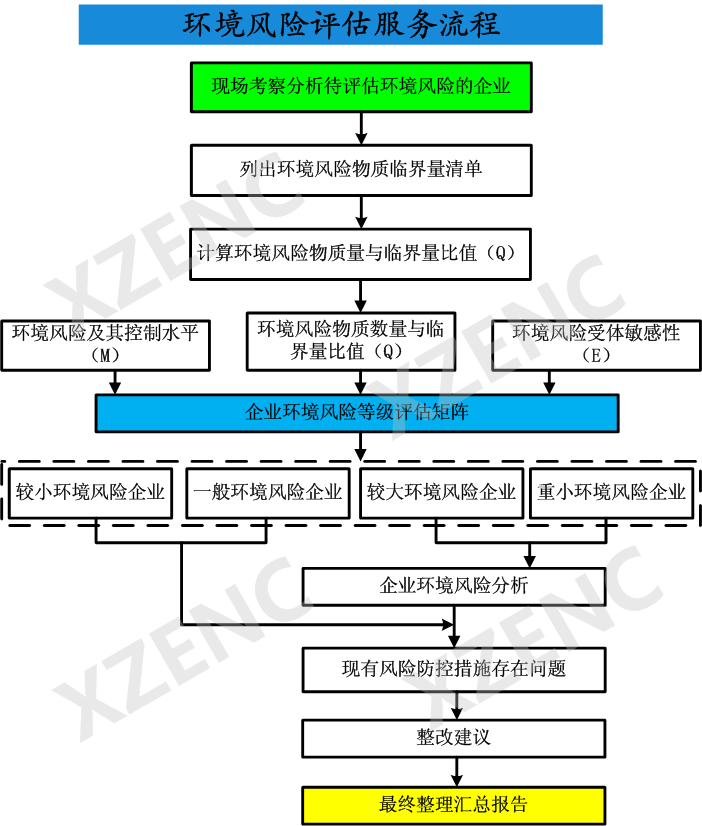 环境风险评估服务流程
现场考察分析待评估环境风险的企业
列出环境风险物质临界量清单
计算环境风险物质量与临界量比值（Q）
环境风险及其控制水平
（M）
环境风险物质数量与临
界量比值（Q）
环境风险受体敏感性
（E）
企业环境风险等级评估矩阵
较小环境风险企业
一般环境风险企业
较大环境风险企业
重小环境风险企业
企业环境风险分析
现有风险防控措施存在问题
整改建议
最终整理汇总报告
XZENC
XZENC
XZENC
XZENC